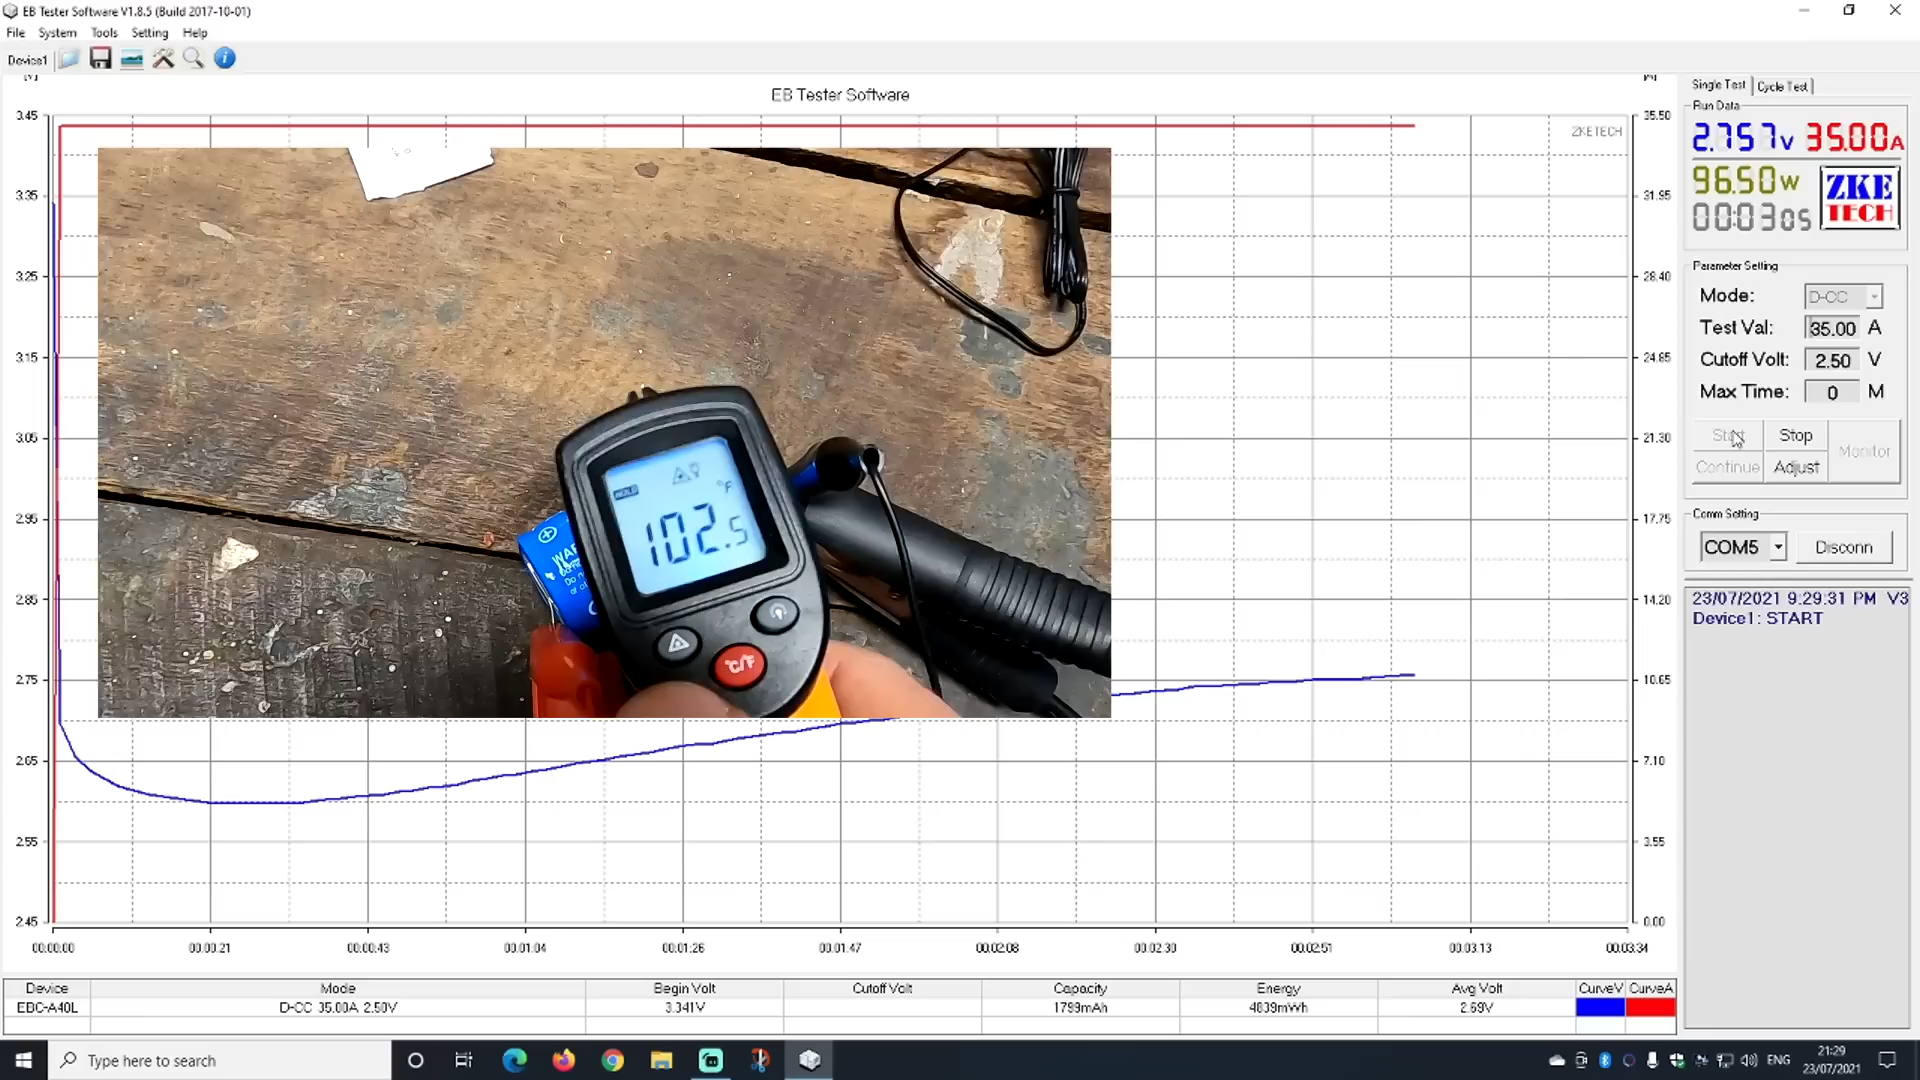 EB Tester Software V1.8.5 (Build 2017-10-01)
File System Tools Setting Help
Device1
EB Tester Software
ZKETECH
3.45
3.35
3.25
3.15
3.05
2.95
2.85
2.75
2.65
2.55
2.45
35.50
31.95
28.40
24.85
21.30
17.75
14.20
10.65
7.10
3.55
0.00
00:00:00 00:00:21 00:00:43 00:01:04 00:01:26 00:01:47 00:02:08 00:02:30 00:02:51 00:03:13 00:03:34
HOLD
°F
102.5
°C/°F
Single Test Cycle Test
Run Data
2.757V 35.00A
96.50W
00:0305
ZKE
TECH
Parameter Setting
Mode: D-CC
Test Val: 35.00 A
Cutoff Volt: 2.50 V
Max Time: 0 M
Start Stop Monitor
Continue Adjust
Comm Setting
COM5 Disconn
23/07/2021 9:29:31 PM V3
Device1: START
Device Mode Begin Volt Cutoff Volt Capacity Energy Avg Volt CurveV CurveA
EBC-A40L D-CC 35.00A 2.50V 3.341V 1799mAh 4839mWh 2.69V
Type here to search
ENG
21:29
23/07/2021